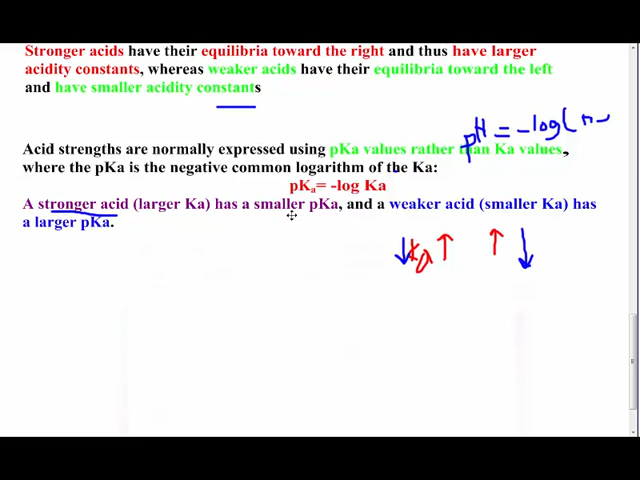 Stronger acids have their equilibria toward the right and thus have larger
acidity constants, whereas weaker acids have their equilibria toward the left
and have smaller acidity constants
pH = -log(
Acid strengths are normally expressed using pKa values rather than Ka values,
where the pKa is the negative common logarithm of the Ka:
pKa= -log Ka
A stronger acid (larger Ka) has a smaller pKa, and a weaker acid (smaller Ka) has
a larger pKa.
↓ Ka ↑ ↑ ↓